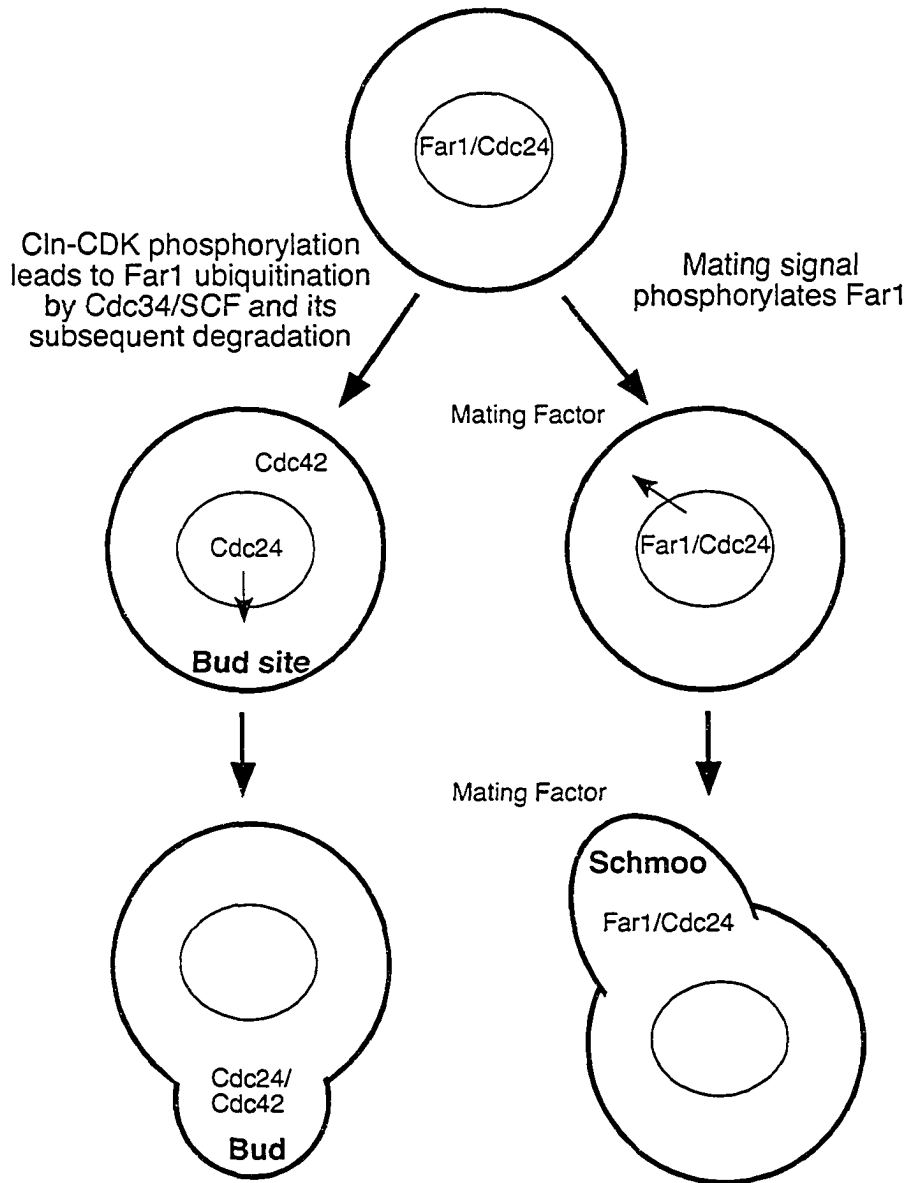 Far1/Cdc24
Cln-CDK phosphorylation
leads to Far1 ubiquitination
by Cdc34/SCF and its
subsequent degradation
Mating signal
phosphorylates Far1
Mating Factor
Cdc42
Cdc24
Bud site
Far1/Cdc24
Mating Factor
Schmoo
Far1/Cdc24
Cdc24/
Cdc42
Bud